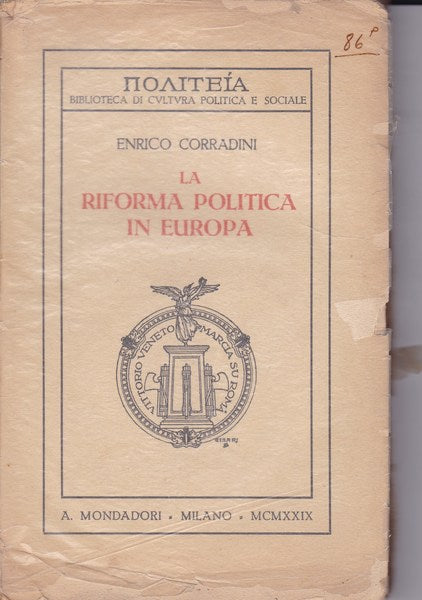 86 P
ΠΟΛΙΤΕΊΑ
BIBLIOTECA DI CVLTVRA POLITICA E SOCIALE
ENRICO CORRADINI
LA
RIFORMA POLITICA
IN EUROPA
VITTORIO VENETO MARCIA SU ROMA
A. MONDADORI • MILANO • MCMXXIX